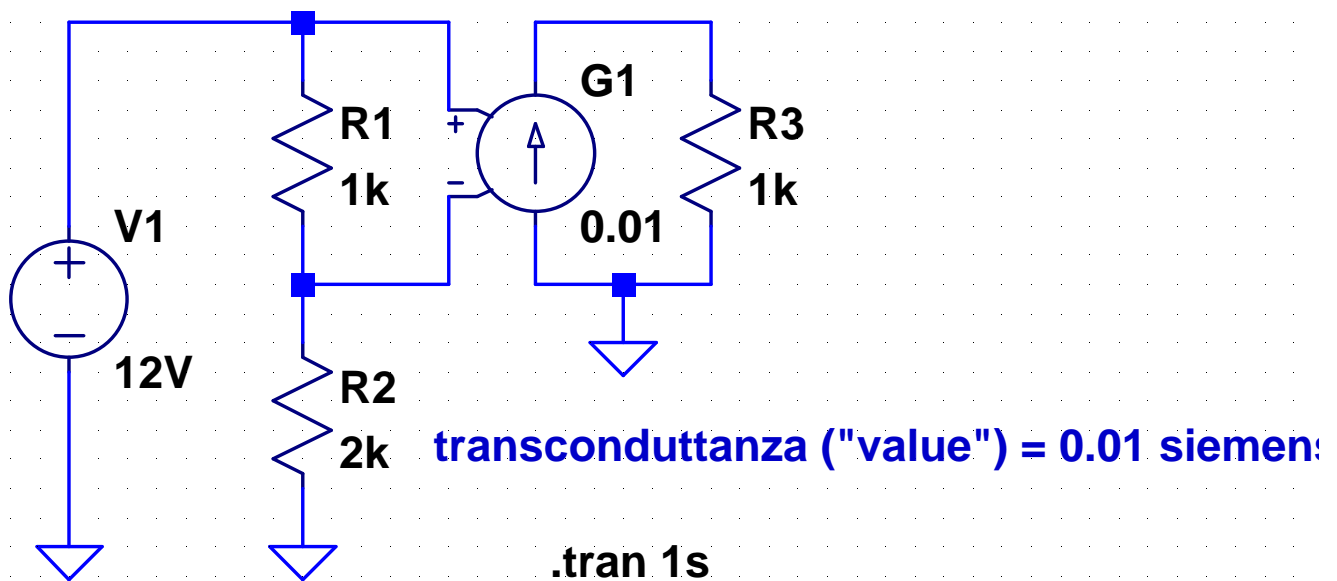 G1
R1
R3
+
1k
1k
–
V1
0.01
+
–
12V
R2
2k
transconduttanza ("value") = 0.01 siemens
.tran 1s